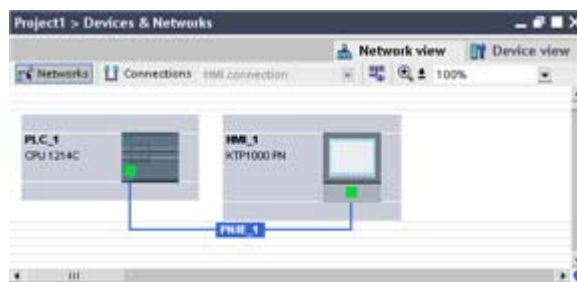 Project1 > Devices & Networks
Network view Device view
Networks Connections HMI connection 100%
PLC_1
CPU 1214C
HMI_1
KTP1000 PN
PN/IE_1